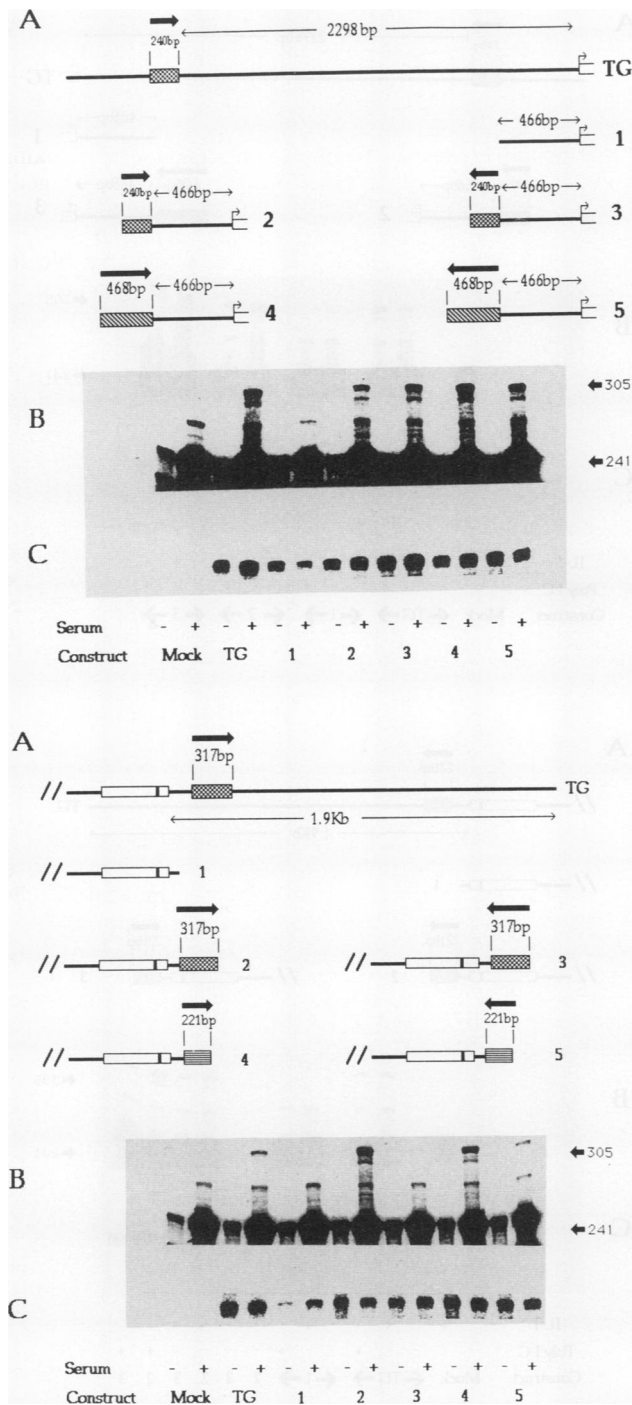 A
240bp
2298bp
TG
466bp
1
240bp
466bp
2
240bp
466bp
3
468bp
466bp
4
468bp
466bp
5
B
305
241
C
Serum - + - + - + - + - + - + - +
Construct Mock TG 1 2 3 4 5
A
317bp
TG
1.9Kb
1
317bp
2
317bp
3
221bp
4
221bp
5
B
305
241
C
Serum - + - + - + - + - + - + - +
Construct Mock TG 1 2 3 4 5